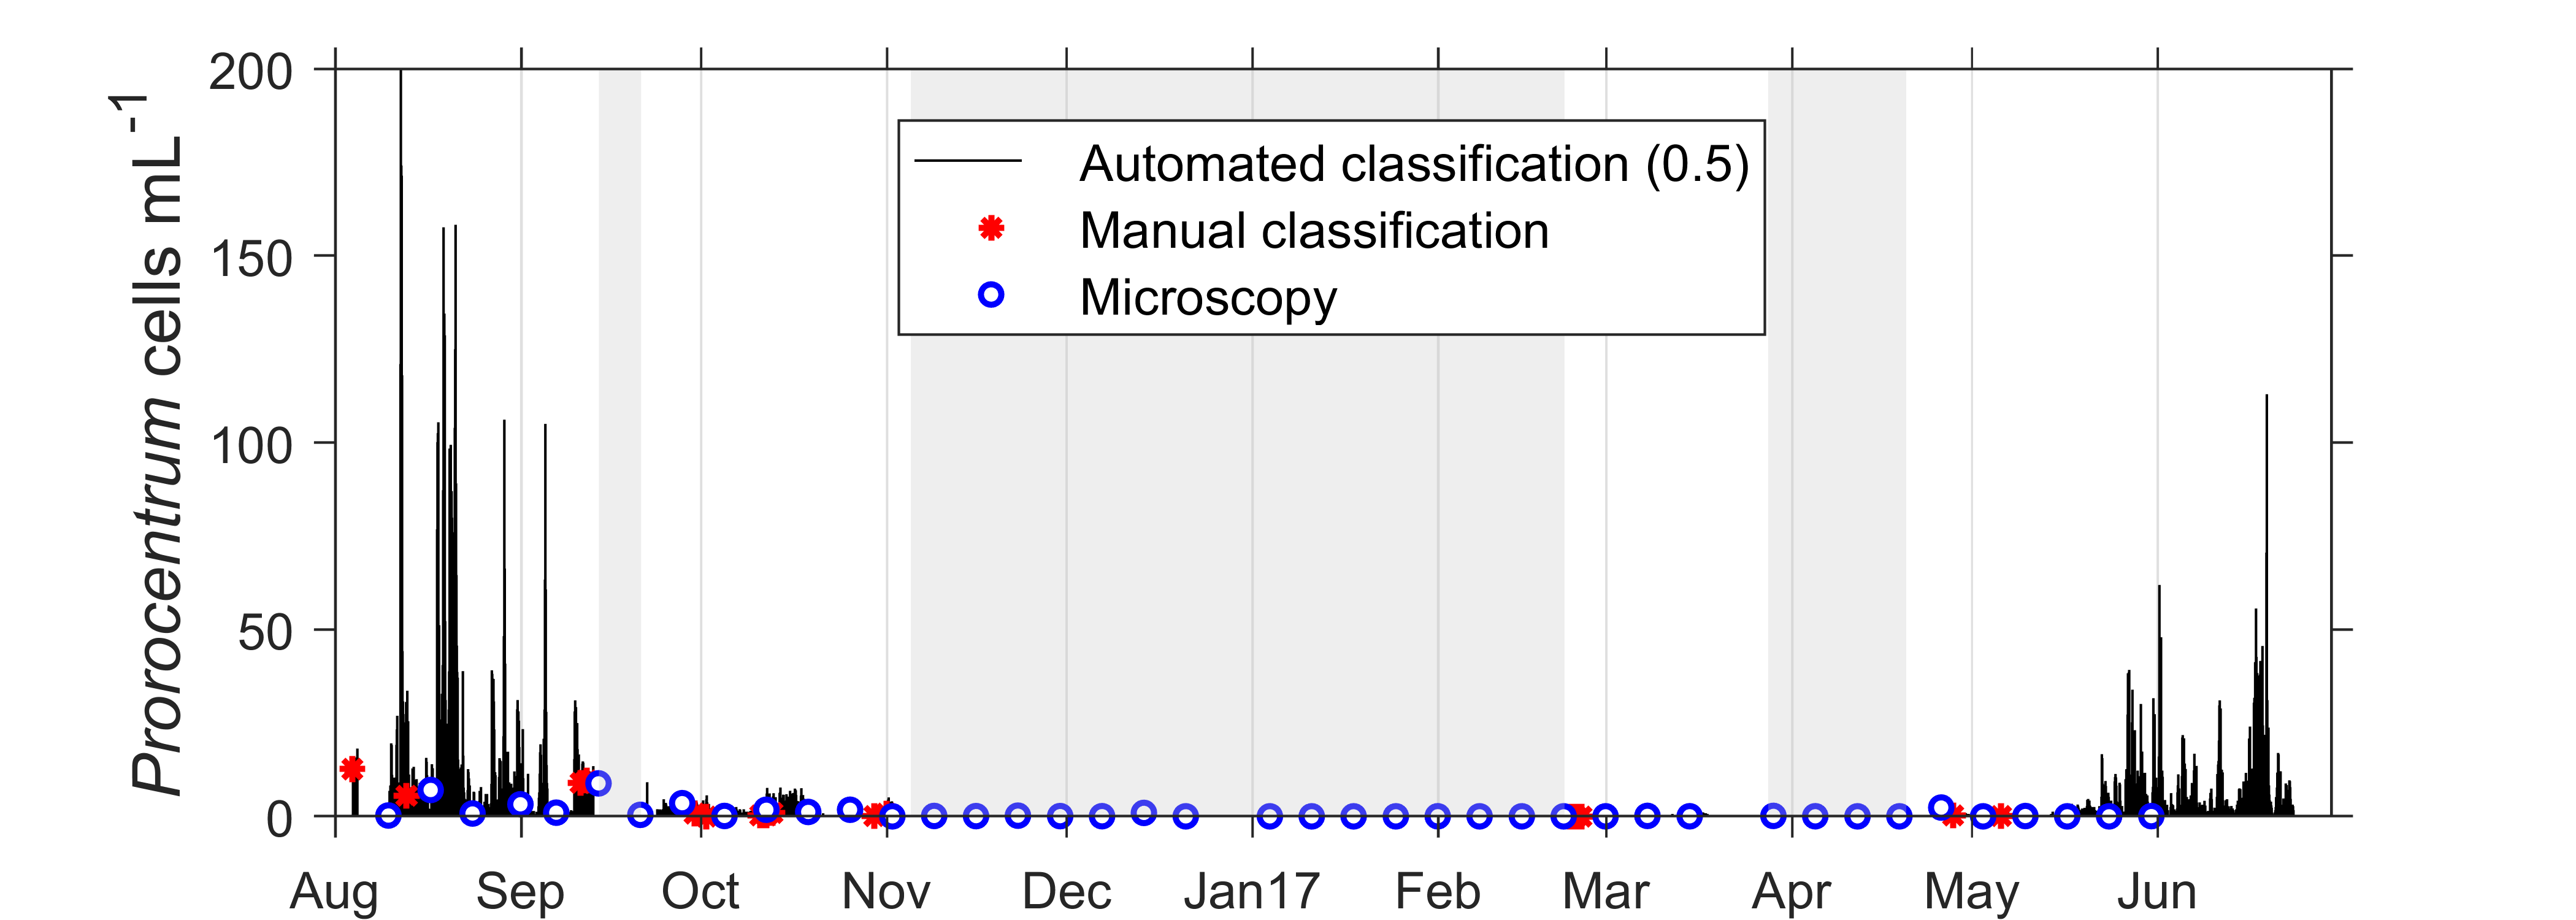 Prorocentrum cells mL-1
200
150
100
50
0
Automated classification (0.5)
Manual classification
Microscopy
Aug Sep Oct Nov Dec Jan17 Feb Mar Apr May Jun